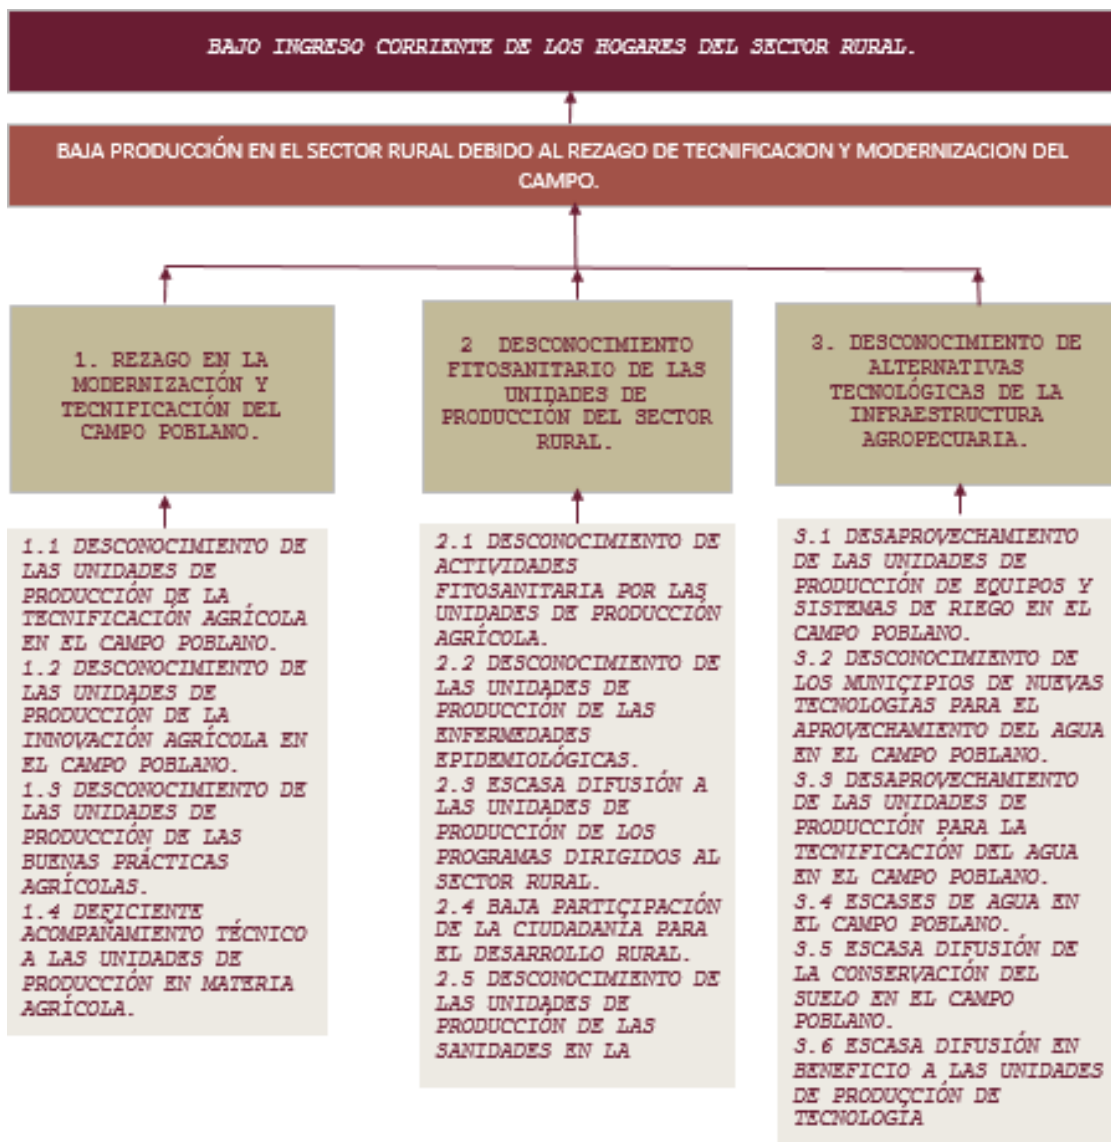 BAJO INGRESO CORRIENTE DE LOS HOGARES DEL SECTOR RURAL.
BAJA PRODUCCIÓN EN EL SECTOR RURAL DEBIDO AL REZAGO DE TECNIFICACION Y MODERNIZACION DEL
CAMPO.
1. REZAGO EN LA
MODERNIZACIÓN Y
TECNIFICACIÓN DEL
CAMPO POBLANO.
2 DESCONOCIMIENTO
FITOSANITARIO DE LAS
UNIDADES DE
PRODUCCIÓN DEL SECTOR
RURAL.
3. DESCONOCIMIENTO DE
ALTERNATIVAS
TECNOLÓGICAS DE LA
INFRAESTRUCTURA
AGROPECUARIA.
1.1 DESCONOCIMIENTO DE
LAS UNIDADES DE
PRODUCCIÓN DE LA
TECNIFICACIÓN AGRÍCOLA
EN EL CAMPO POBLANO.
1.2 DESCONOCIMIENTO DE
LAS UNIDADES DE
PRODUCCIÓN DE LA
INNOVACIÓN AGRÍCOLA EN
EL CAMPO POBLANO.
1.3 DESCONOCIMIENTO DE
LAS UNIDADES DE
PRODUCCIÓN DE LAS
BUENAS PRÁCTICAS
AGRÍCOLAS.
1.4 DEFICIENTE
ACOMPAÑAMIENTO TÉCNICO
A LAS UNIDADES DE
PRODUCCIÓN EN MATERIA
AGRÍCOLA.
2.1 DESCONOCIMIENTO DE
ACTIVIDADES
FITOSANITARIA POR LAS
UNIDADES DE PRODUCCIÓN
AGRÍCOLA.
2.2 DESCONOCIMIENTO DE
LAS UNIDADES DE
PRODUCCIÓN DE LAS
ENFERMEDADES
EPIDEMIOLÓGICAS.
2.3 ESCASA DIFUSIÓN A
LAS UNIDADES DE
PRODUCCIÓN DE LOS
PROGRAMAS DIRIGIDOS AL
SECTOR RURAL.
2.4 BAJA PARTICIPACIÓN
DE LA CIUDADANÍA PARA
EL DESARROLLO RURAL.
2.5 DESCONOCIMIENTO DE
LAS UNIDADES DE
PRODUCCIÓN DE LAS
SANIDADES EN LA
3.1 DESAPROVECHAMIENTO
DE LAS UNIDADES DE
PRODUCCIÓN DE EQUIPOS Y
SISTEMAS DE RIEGO EN EL
CAMPO POBLANO.
3.2 DESCONOCIMIENTO DE
LOS MUNICIPIOS DE NUEVAS
TECNOLOGÍAS PARA EL
APROVECHAMIENTO DEL AGUA
EN EL CAMPO POBLANO.
3.3 DESAPROVECHAMIENTO
DE LAS UNIDADES DE
PRODUCCIÓN PARA LA
TECNIFICACIÓN DEL AGUA
EN EL CAMPO POBLANO.
3.4 ESCASES DE AGUA EN
EL CAMPO POBLANO.
3.5 ESCASA DIFUSIÓN DE
LA CONSERVACIÓN DEL
SUELO EN EL CAMPO
POBLANO.
3.6 ESCASA DIFUSIÓN EN
BENEFICIO A LAS UNIDADES
DE PRODUCCIÓN DE
TECNOLOGÍA